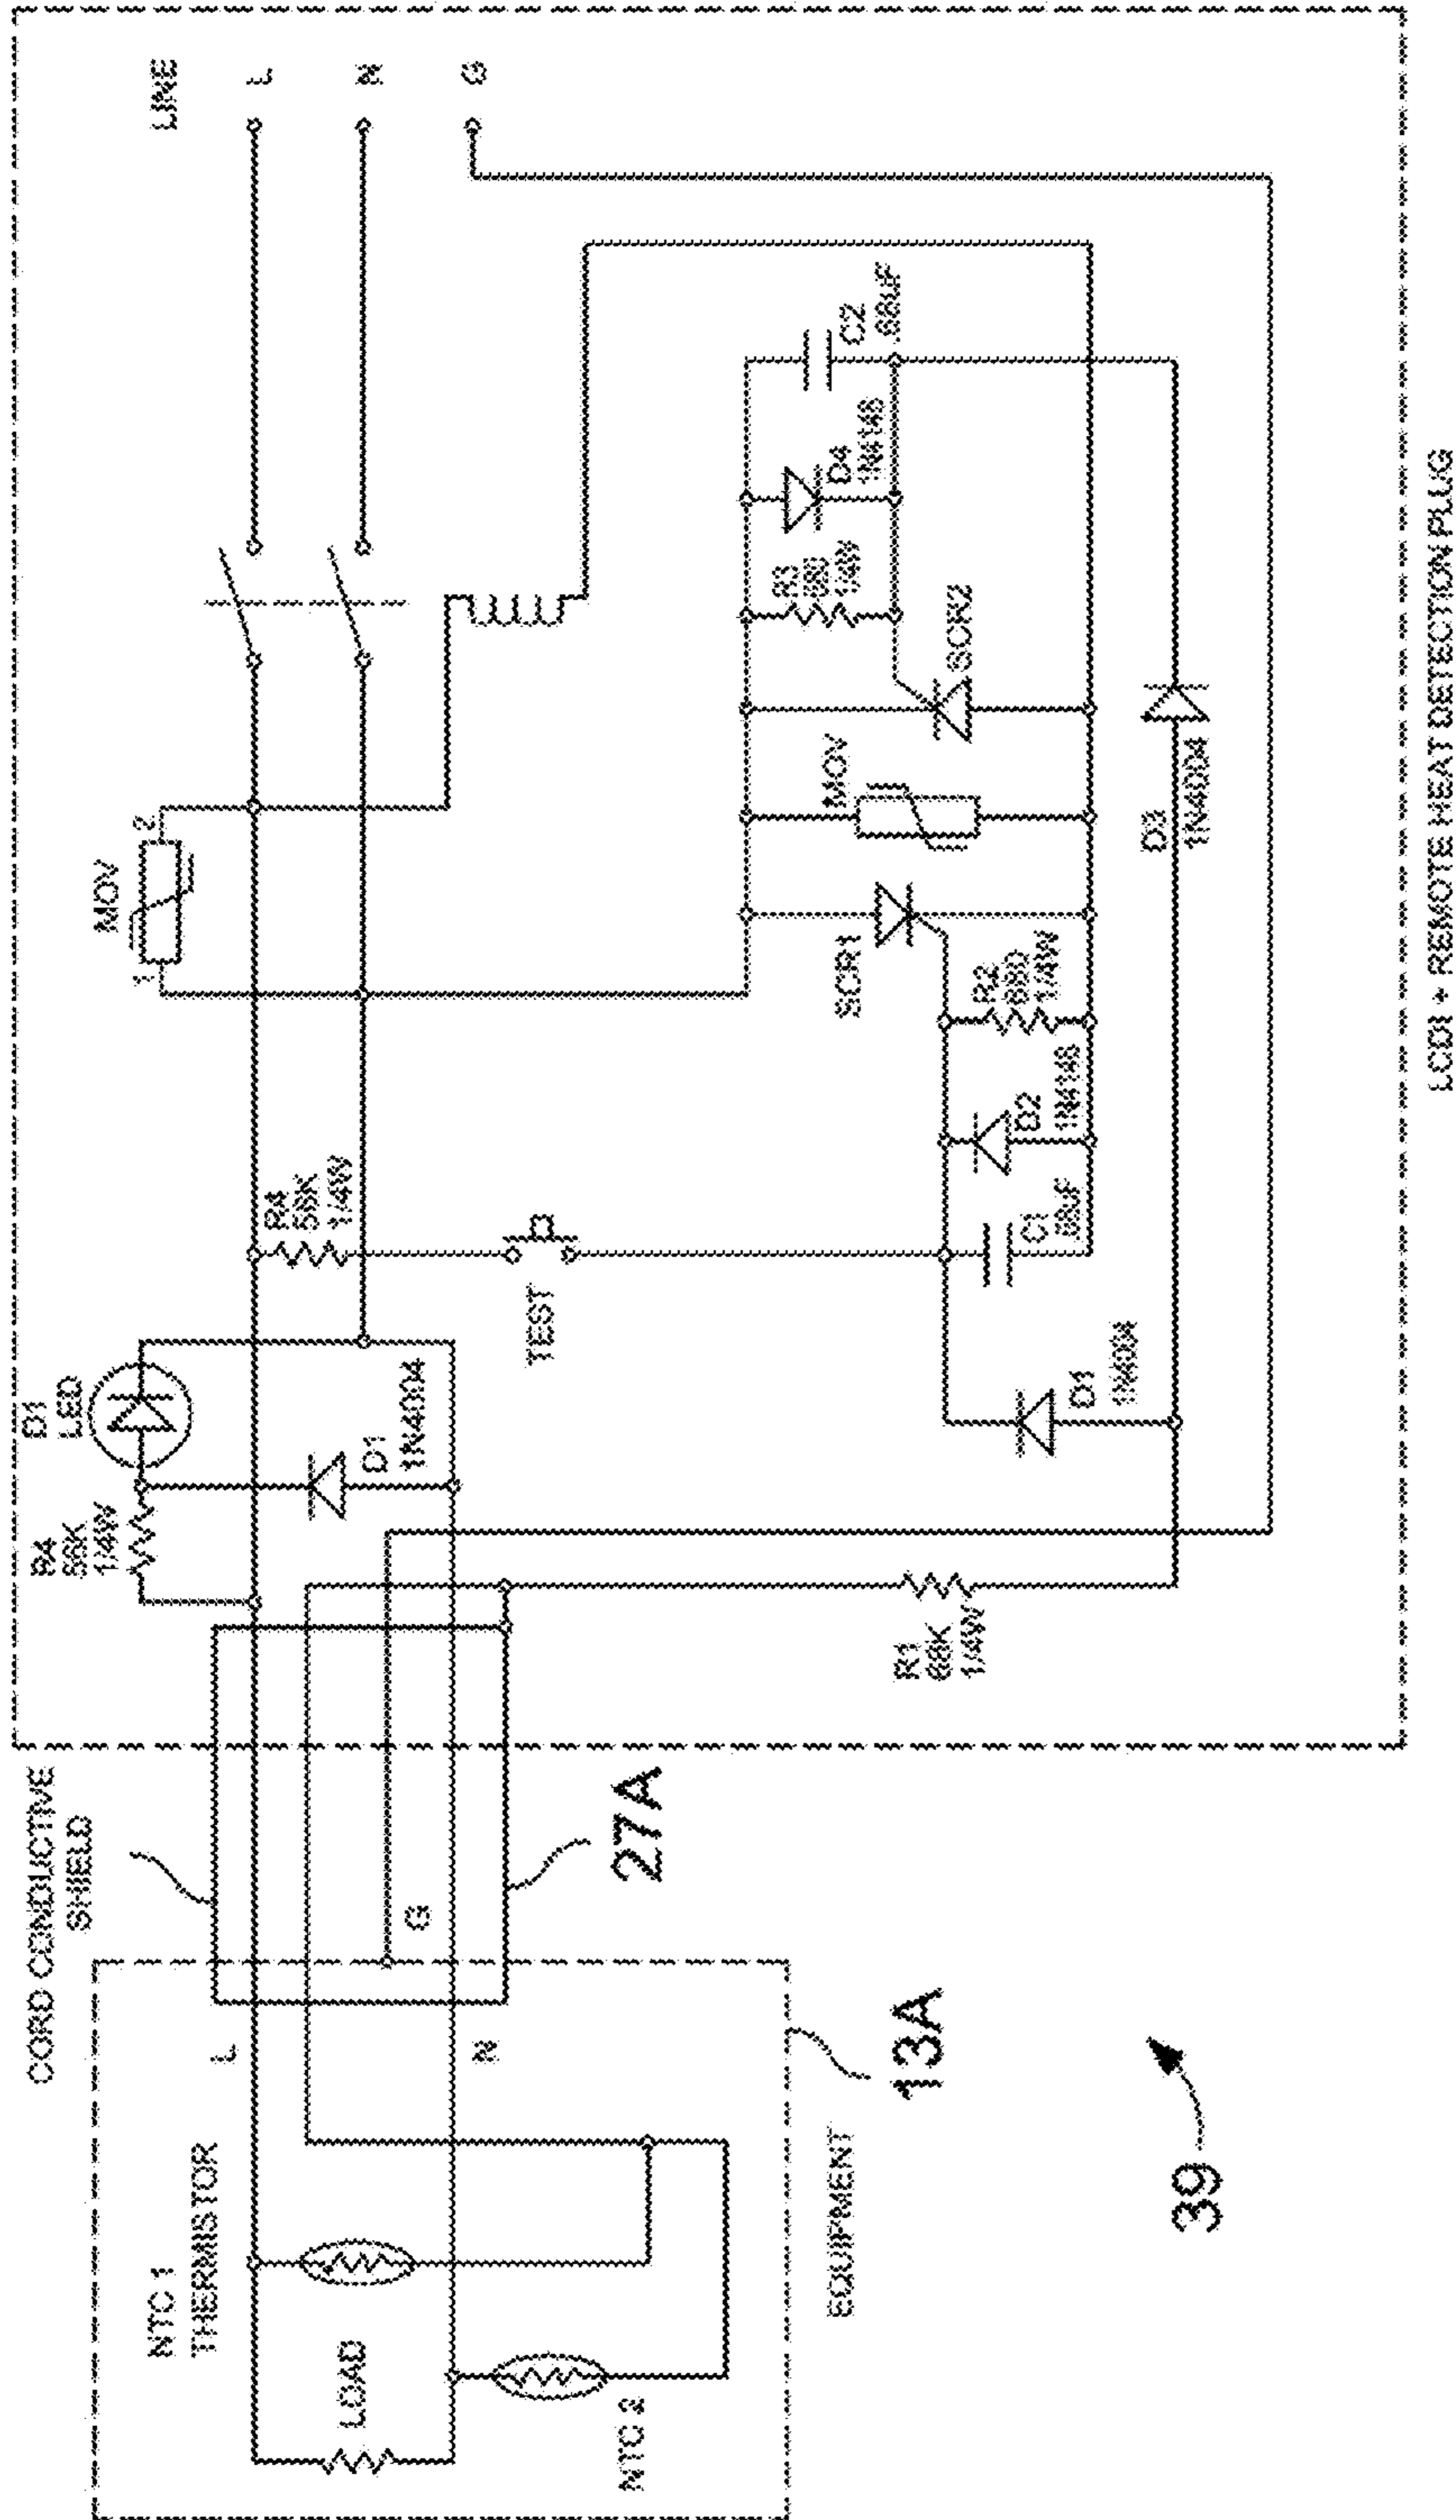 CORD CONDUCTIVE
SHIELD
NTC 1
THERMISTOR
LOAD
NTC 2
L
N
G
EQUIPMENT
13A
27A
39
R4
56K
1/4W
D1
LED
D1
1N4004
R4
56K
1/4W
TEST
MOV
1
2
LINE
L
N
G
R1
68K
1/4W
D1
1N4004
C1
D2
1N4148
R2
1/4W
SCR1
MOV
SCR2
R3
1/4W
D4
1N4148
C2
.68uF
D3
1N4004
LCDI + REMOTE HEAT DETECTION PLUG